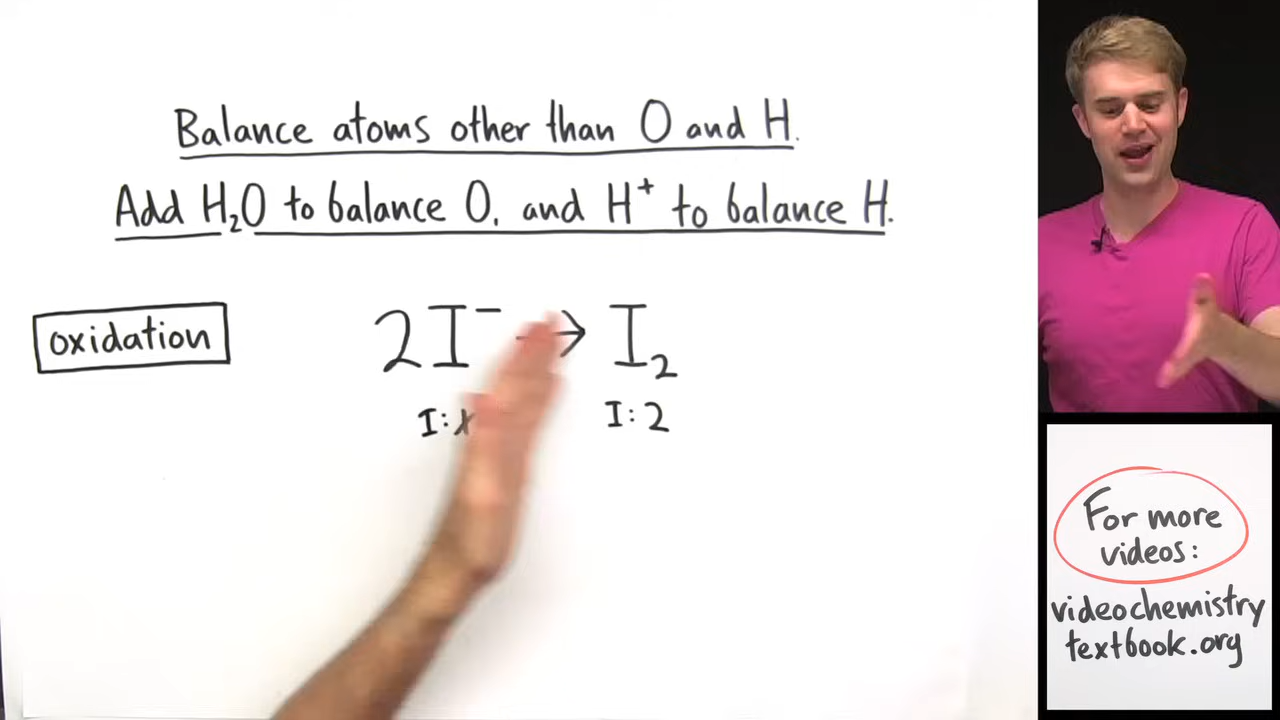 Balance atoms other than O and H.
Add H₂O to balance O, and H⁺ to balance H.
oxidation
2I⁻ → I₂
I: I: 2
For more
videos:
videochemistry
textbook.org